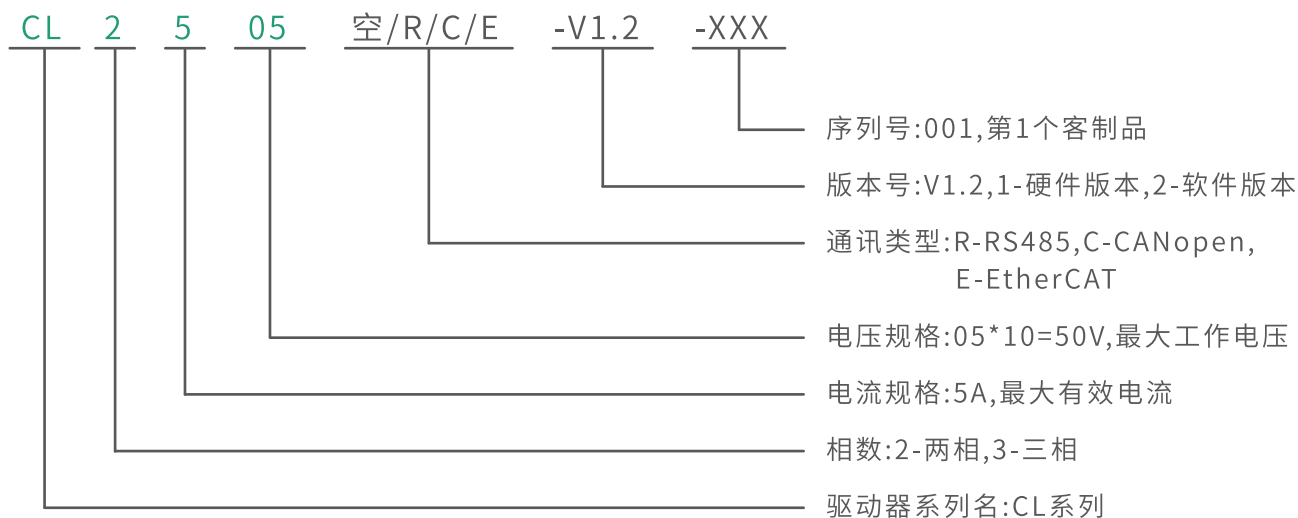 CL 2 5 05 空/R/C/E -V1.2 -XXX
序列号:001,第1个客制品
版本号:V1.2,1-硬件版本,2-软件版本
通讯类型:R-RS485,C-CANopen,
E-EtherCAT
电压规格:05*10=50V,最大工作电压
电流规格:5A,最大有效电流
相数:2-两相,3-三相
驱动器系列名:CL系列